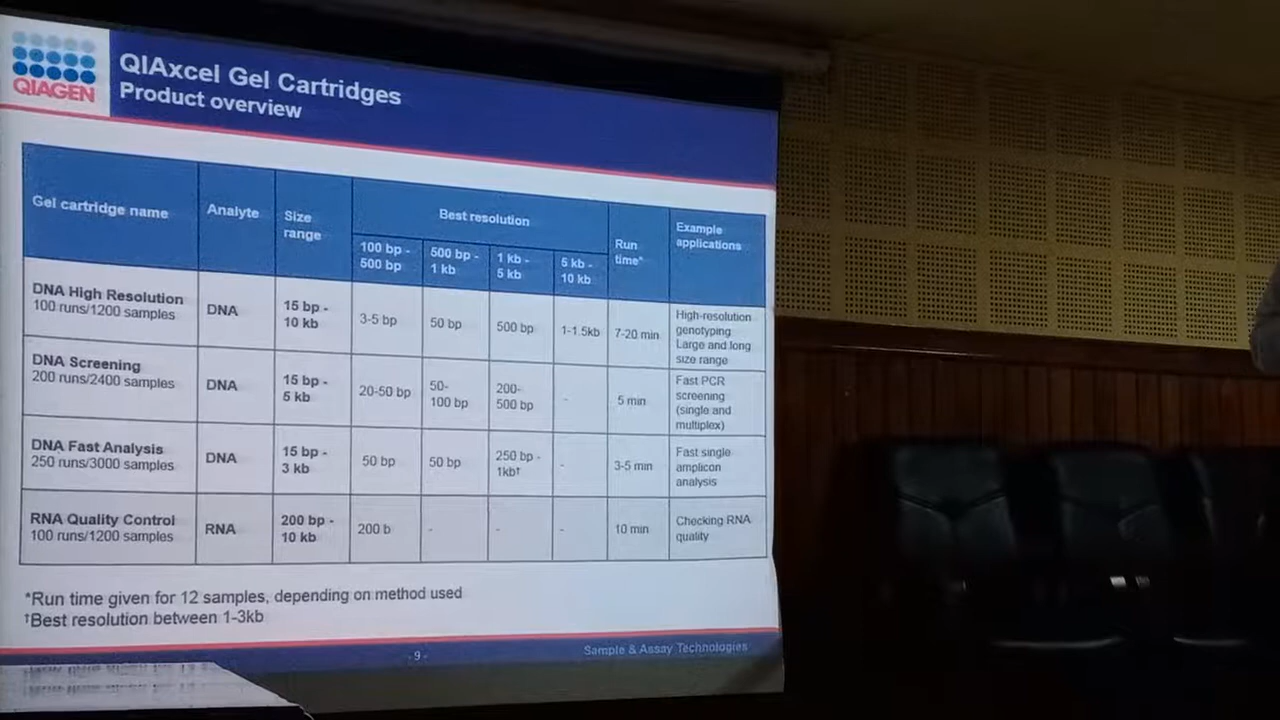 QIAGEN
QIAxcel Gel Cartridges
Product overview
Gel cartridge name
Analyte
Size
range
Best resolution
100 bp -
500 bp
500 bp -
1 kb
1 kb -
5 kb
5 kb -
10 kb
Run
time*
Example
applications
DNA High Resolution
100 runs/1200 samples
DNA
15 bp -
10 kb
3-5 bp
50 bp
500 bp
1-1.5kb
7-20 min
High-resolution
genotyping
Large and long
size range
DNA Screening
200 runs/2400 samples
DNA
15 bp -
5 kb
20-50 bp
50-
100 bp
200-
500 bp
-
5 min
Fast PCR
screening
(single and
multiplex)
DNA Fast Analysis
250 runs/3000 samples
DNA
15 bp -
3 kb
50 bp
50 bp
250 bp -
1kb†
-
3-5 min
Fast single
amplicon
analysis
RNA Quality Control
100 runs/1200 samples
RNA
200 bp -
10 kb
200 b
-
-
-
10 min
Checking RNA
quality
*Run time given for 12 samples, depending on method used
†Best resolution between 1-3kb
- 9 -
Sample & Assay Technologies